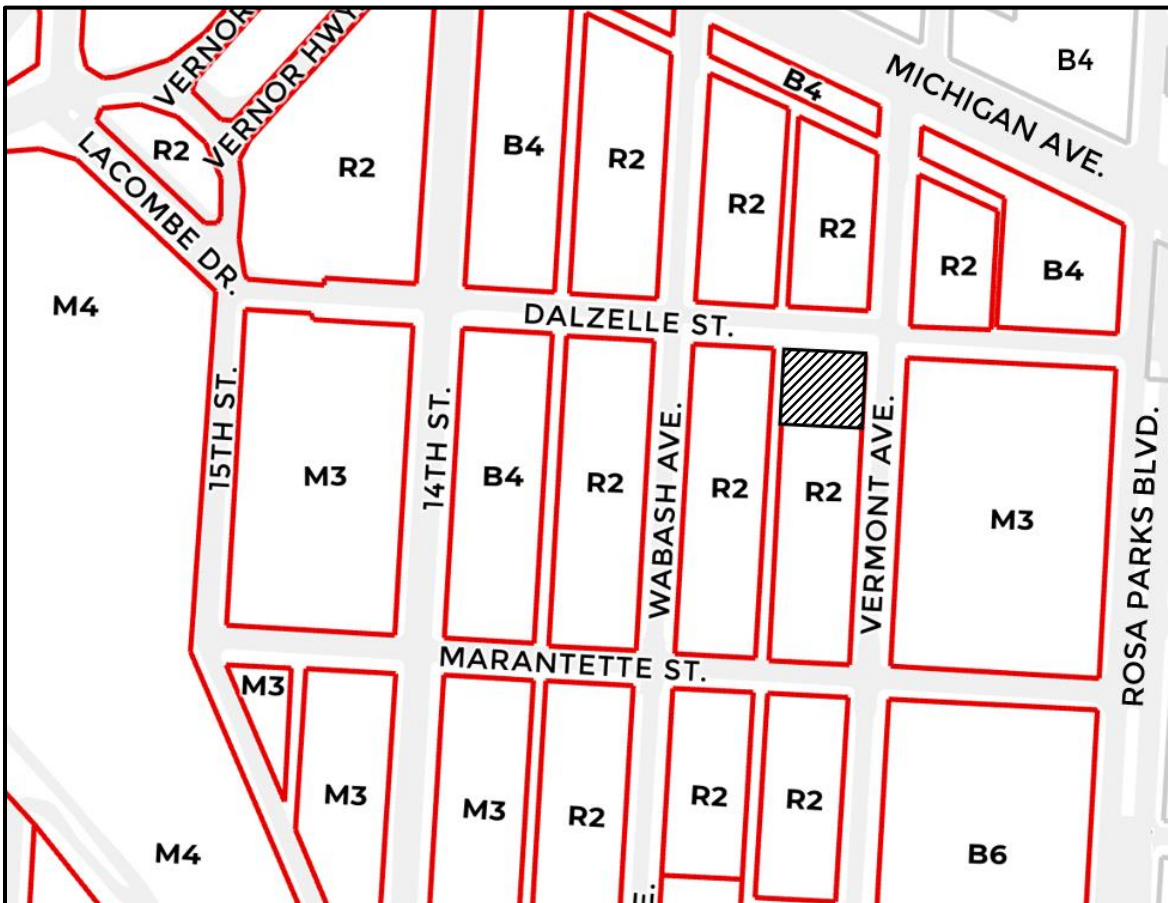 VERNOR
VERNOR HWY.
B4
MICHIGAN AVE.
B4
LACOMBE DR.
R2
R2
B4
R2
R2
R2
R2
B4
M4
DALZELLE ST.
15TH ST.
M3
14TH ST.
B4
R2
WABASH AVE.
R2
R2
VERMONT AVE.
M3
ROSA PARKS BLVD.
MARANTETTE ST.
M3
M3
M3
R2
R2
R2
B6
M4